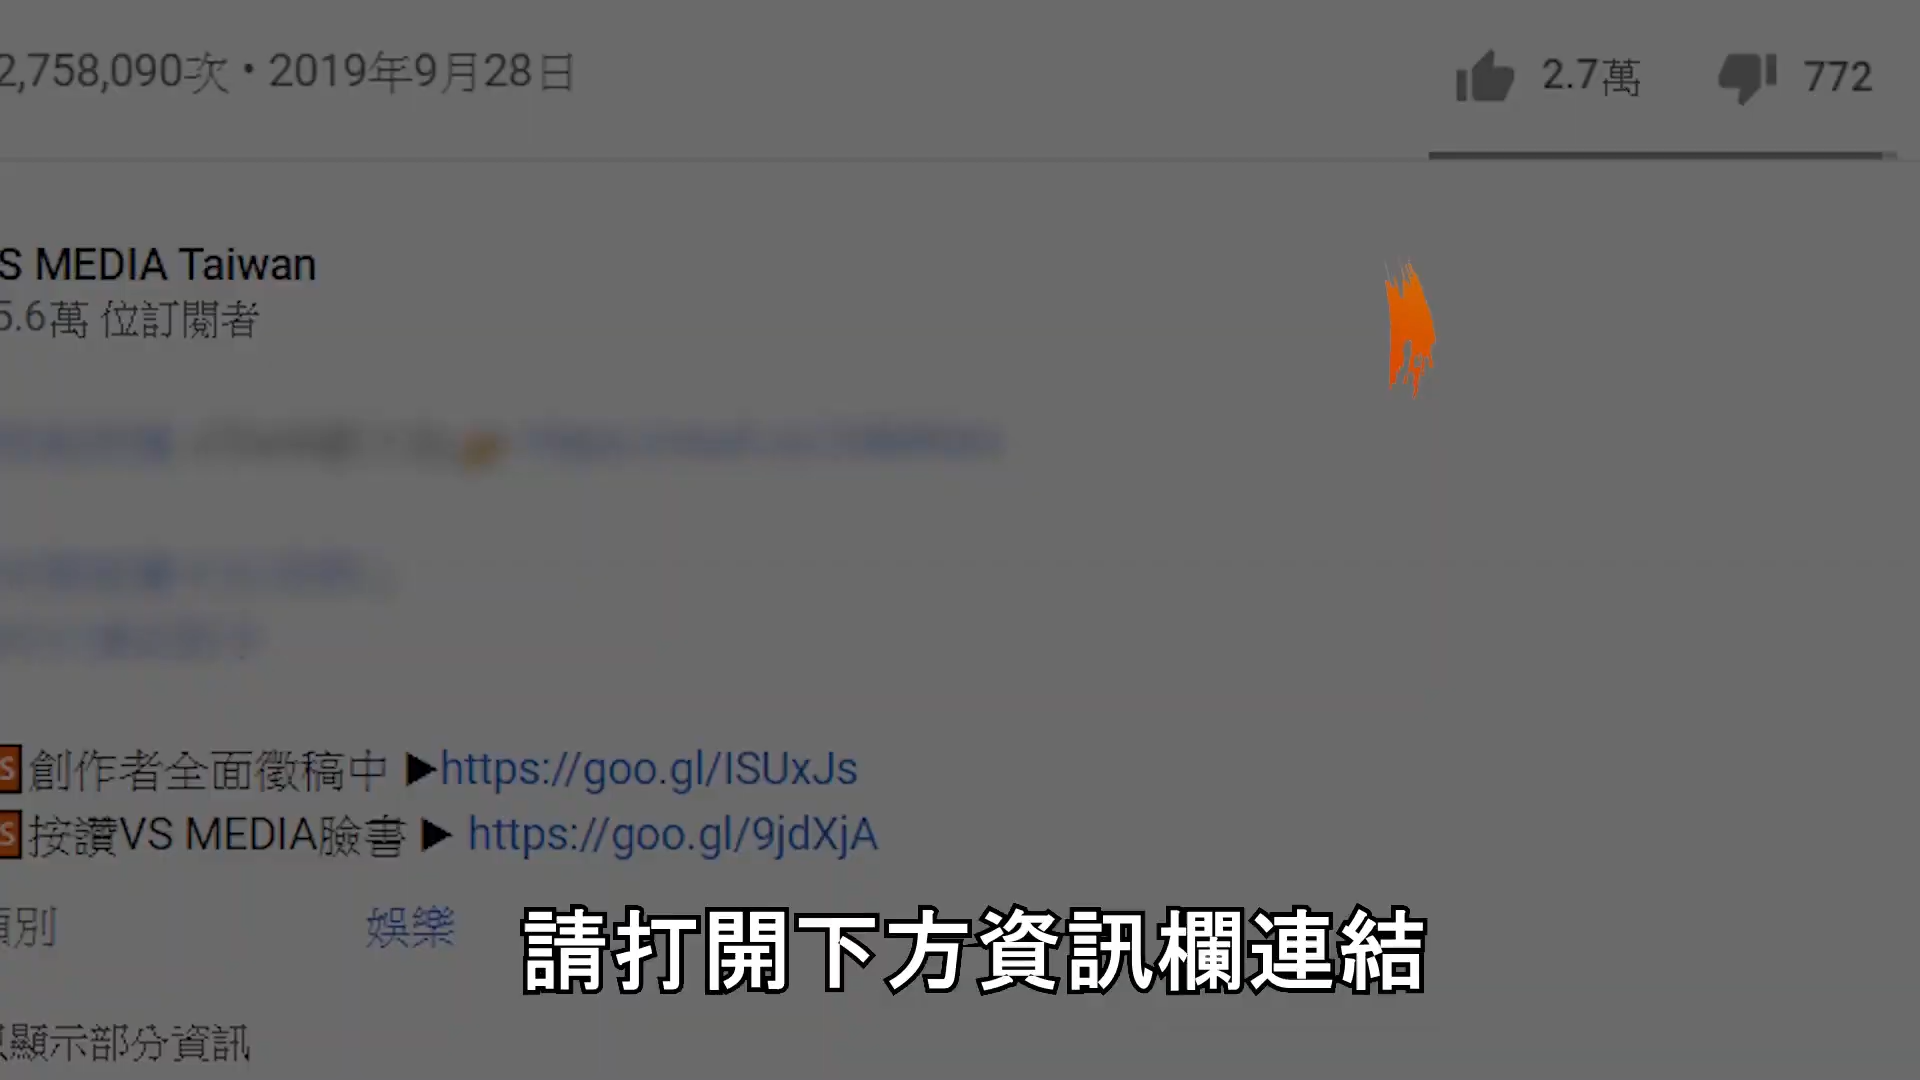 2,758,090次 • 2019年9月28日
2.7萬
772
S MEDIA Taiwan
5.6萬 位訂閱者
創作者全面徵稿中 ▶https://goo.gl/ISUxJs
按讚VS MEDIA臉書 ▶ https://goo.gl/9jdXjA
類別 娛樂
請打開下方資訊欄連結
只顯示部分資訊